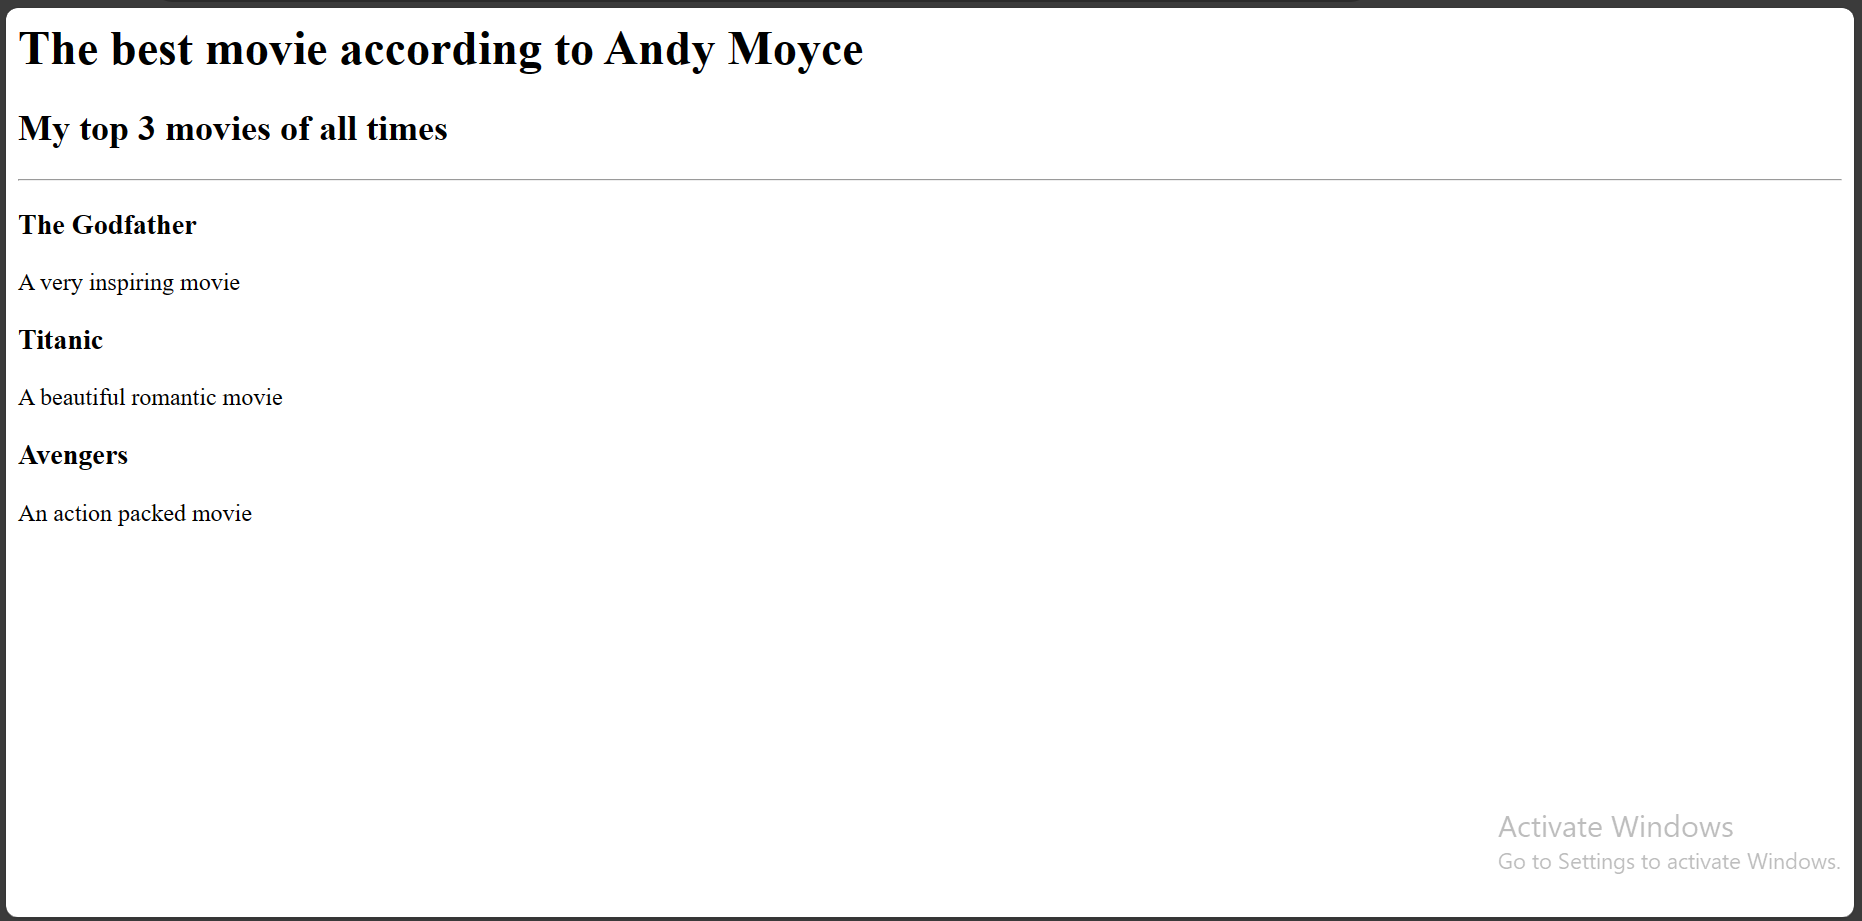 The best movie according to Andy Moyce
My top 3 movies of all times
The Godfather
A very inspiring movie
Titanic
A beautiful romantic movie
Avengers
An action packed movie
Activate Windows
Go to Settings to activate Windows.